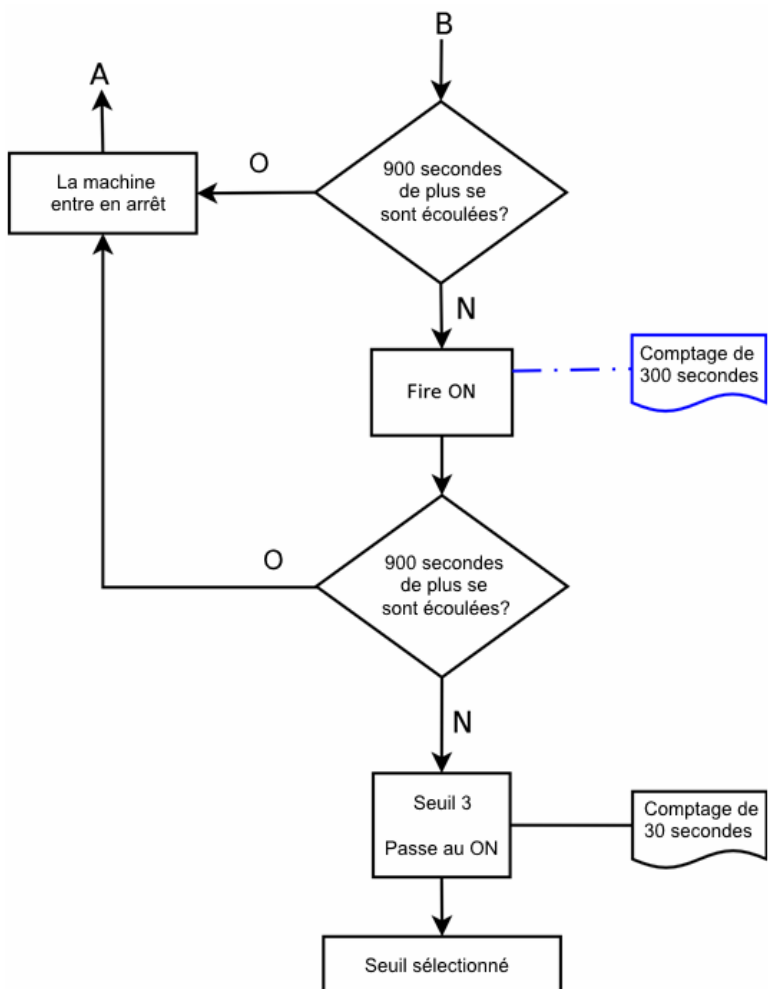 B
A
O
900 secondes
de plus se
sont écoulées?
La machine
entre en arrêt
N
Comptage de
300 secondes
Fire ON
O
900 secondes
de plus se
sont écoulées?
N
Seuil 3
Passe au ON
Comptage de
30 secondes
Seuil sélectionné